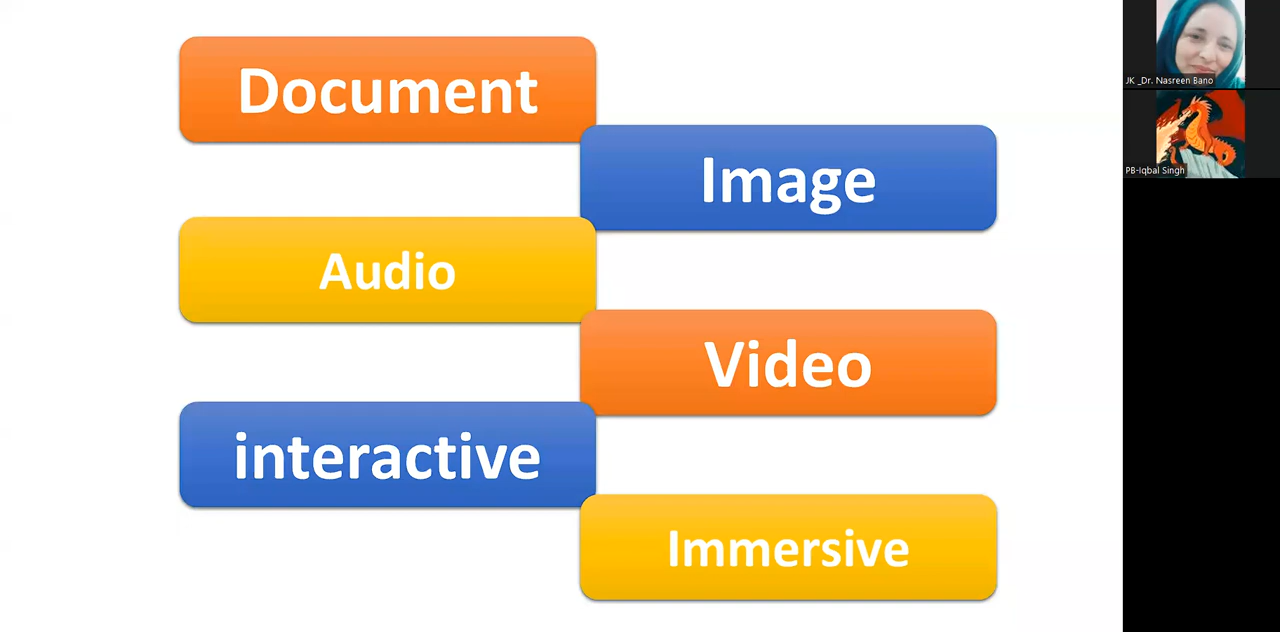 Document
Image
Audio
Video
interactive
Immersive
JK _Dr. Nasreen Bano
PB-Iqbal Singh